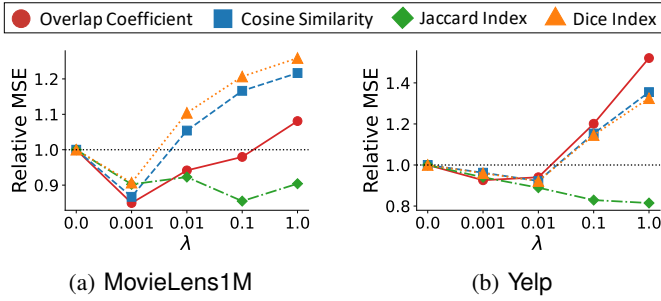 Overlap Coefficient Cosine Similarity Jaccard Index Dice Index
Relative MSE
1.2
1.0
0.9
0.0 0.001 0.01 0.1 1.0
λ
(a) MovieLens1M
Relative MSE
1.4
1.2
1.0
0.8
0.0 0.001 0.01 0.1 1.0
λ
(b) Yelp